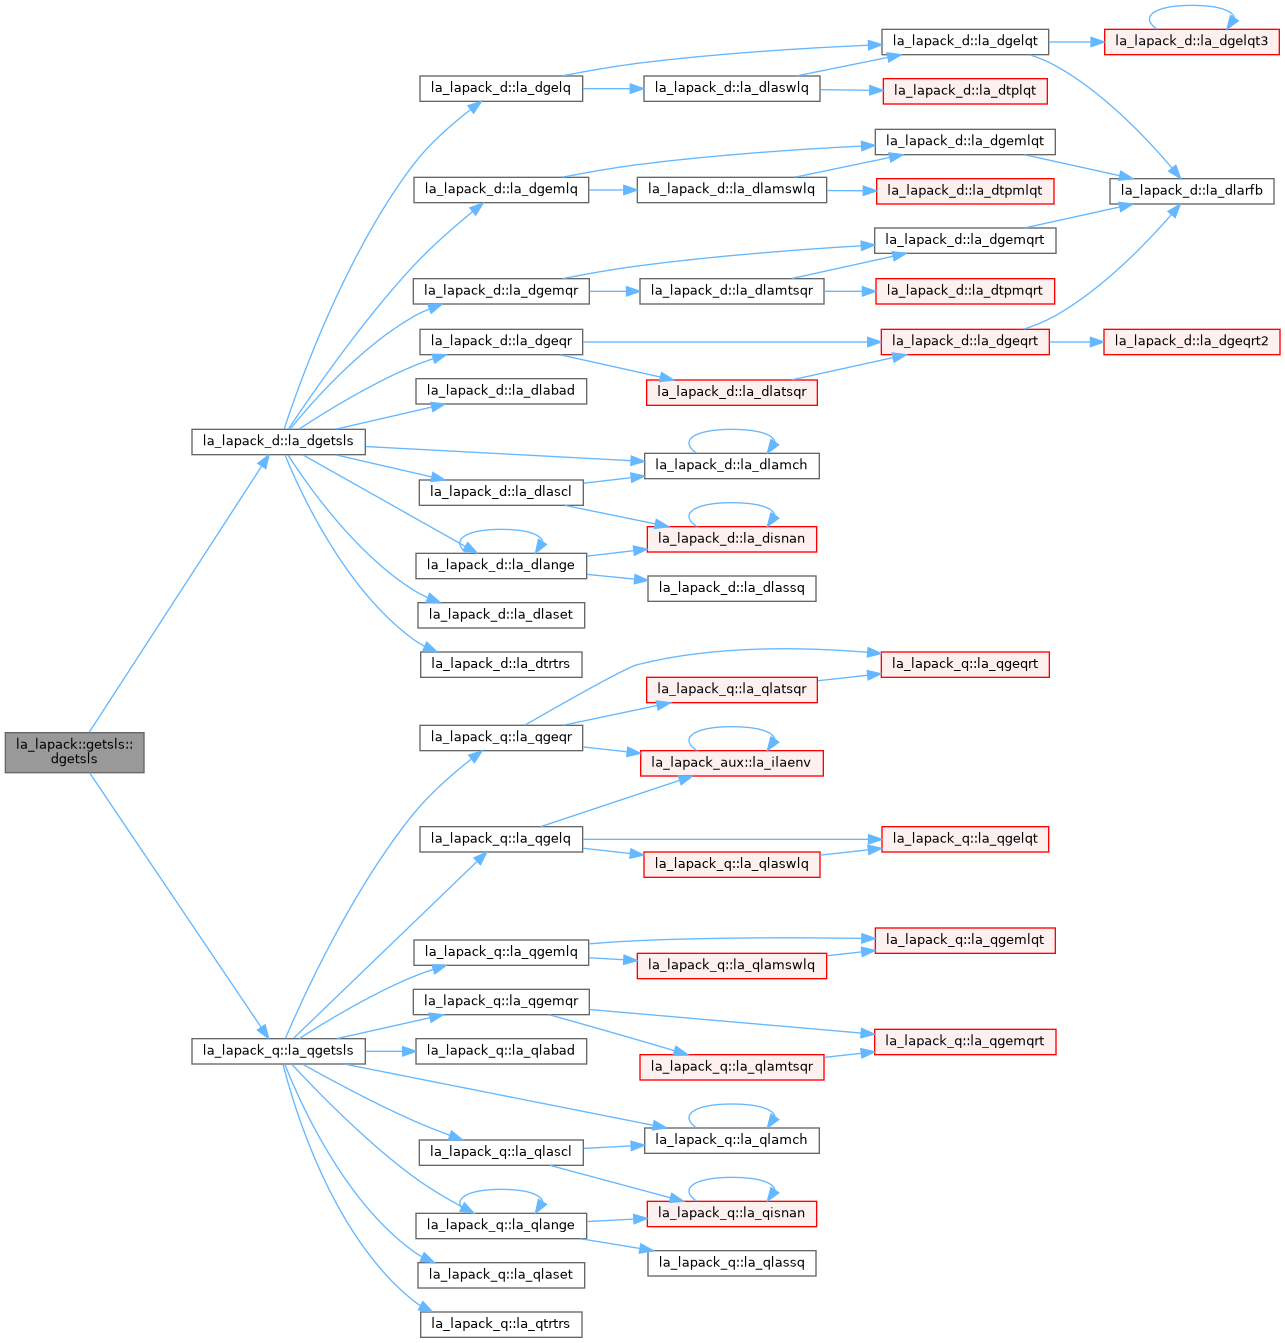 la_lapack::getsls::
dgetsls
la_lapack_d::la_dgetsls
la_lapack_d::la_dgelq
la_lapack_d::la_dgelqt
la_lapack_d::la_dgelqt3
la_lapack_d::la_dlaswlq
la_lapack_d::la_dtplqt
la_lapack_d::la_dgemlqt
la_lapack_d::la_dgemlq
la_lapack_d::la_dlamswlq
la_lapack_d::la_dtpmlqt
la_lapack_d::la_dlarfb
la_lapack_d::la_dgemqrt
la_lapack_d::la_dgemqr
la_lapack_d::la_dlamtsqr
la_lapack_d::la_dtpmqrt
la_lapack_d::la_dgeqr
la_lapack_d::la_dgeqrt
la_lapack_d::la_dgeqrt2
la_lapack_d::la_dlabad
la_lapack_d::la_dlatsqr
la_lapack_d::la_dlamch
la_lapack_d::la_dlascl
la_lapack_d::la_disnan
la_lapack_d::la_dlange
la_lapack_d::la_dlassq
la_lapack_d::la_dlaset
la_lapack_d::la_dtrtrs
la_lapack_q::la_qgetsls
la_lapack_q::la_qgeqrt
la_lapack_q::la_qlatsqr
la_lapack_q::la_qgeqr
la_lapack_aux::la_ilaenv
la_lapack_q::la_qgelq
la_lapack_q::la_qgelqt
la_lapack_q::la_qlaswlq
la_lapack_q::la_qgemlqt
la_lapack_q::la_qgemlq
la_lapack_q::la_qlamswlq
la_lapack_q::la_qgemqr
la_lapack_q::la_qgemqrt
la_lapack_q::la_qlabad
la_lapack_q::la_qlamtsqr
la_lapack_q::la_qlamch
la_lapack_q::la_qlascl
la_lapack_q::la_qisnan
la_lapack_q::la_qlange
la_lapack_q::la_qlassq
la_lapack_q::la_qlaset
la_lapack_q::la_qtrtrs